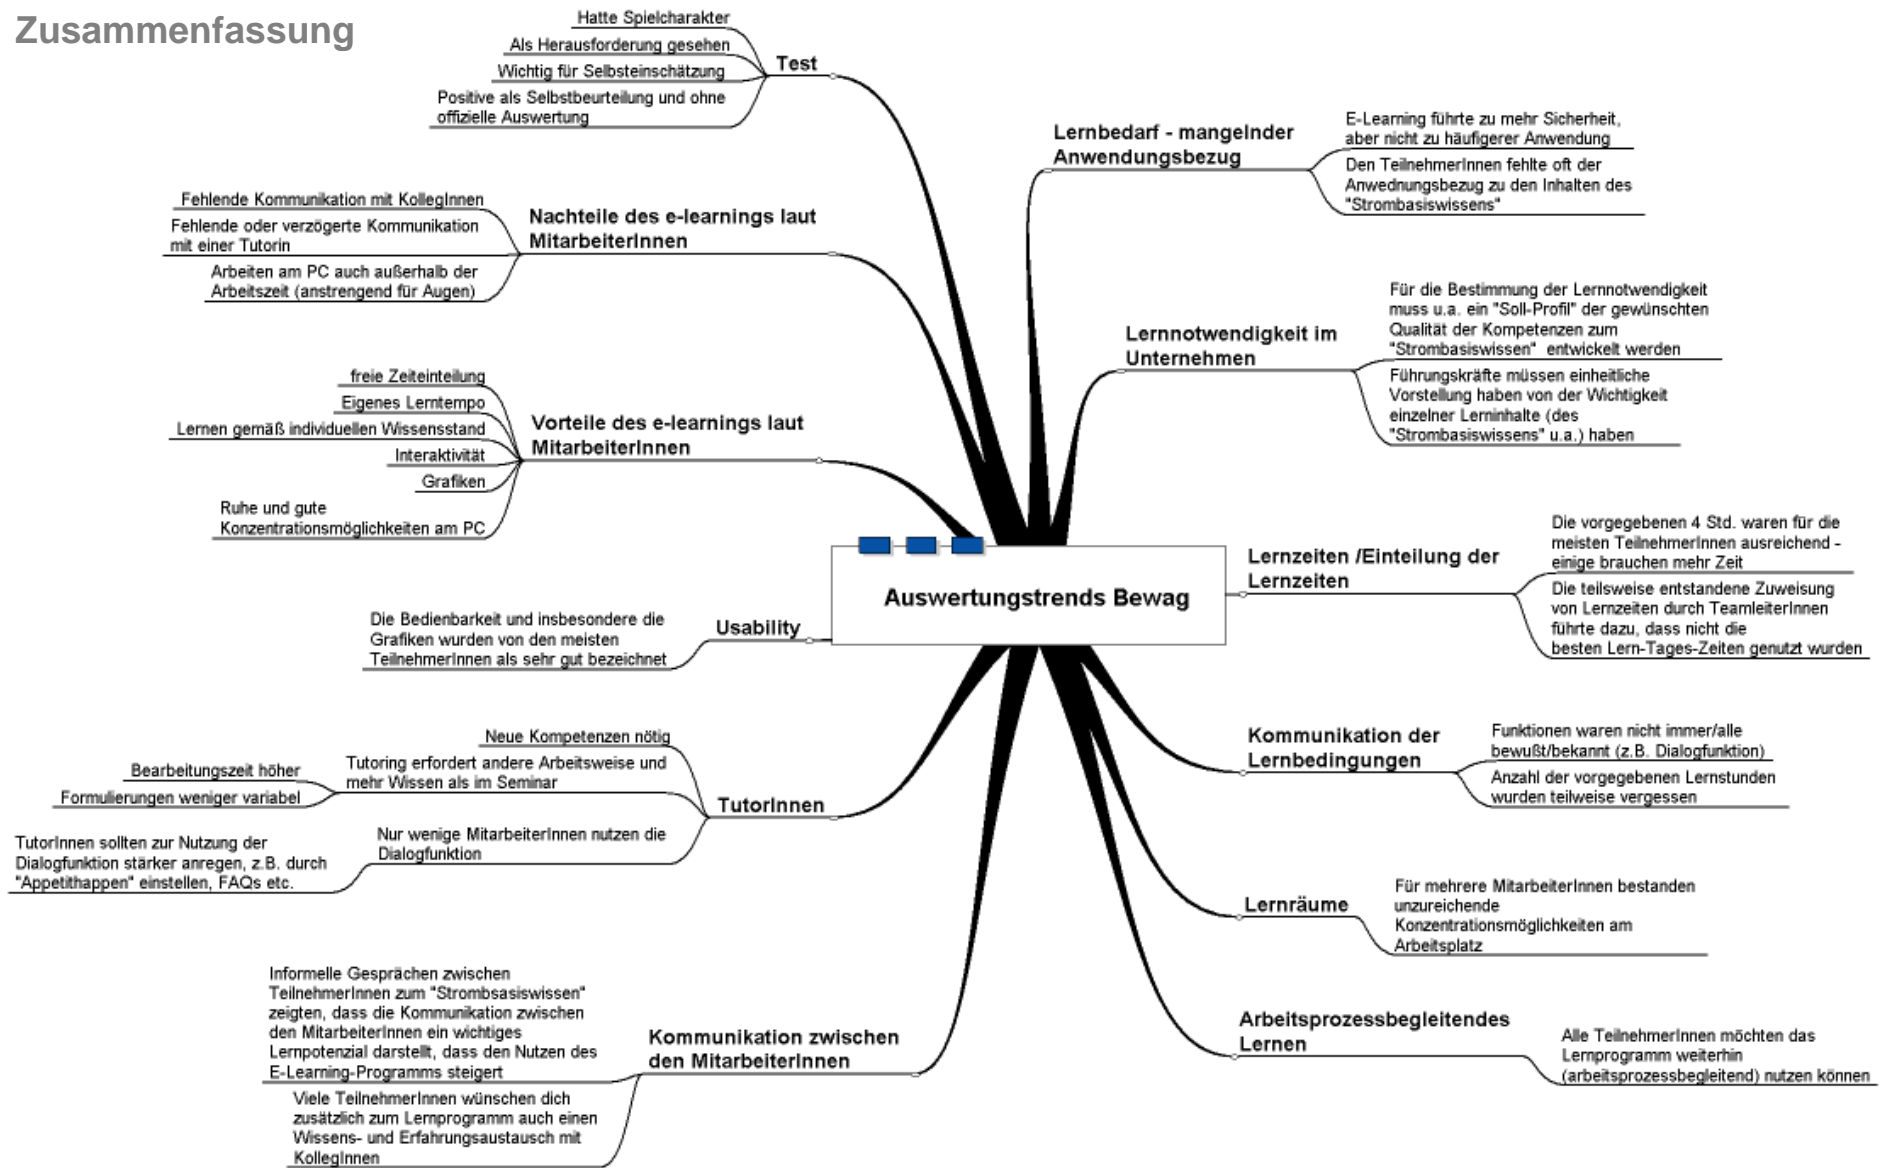 Zusammenfassung
Hatte Spielcharakter
Als Herausforderung gesehen
Wichtig für Selbsteinschätzung
Positive als Selbstbeurteilung und ohne
offizielle Auswertung
Test
Fehlende Kommunikation mit KollegInnen
Fehlende oder verzögerte Kommunikation
mit einer Tutorin
Arbeiten am PC auch außerhalb der
Arbeitszeit (anstrengend für Augen)
Nachteile des e-learnings laut
MitarbeiterInnen
freie Zeiteinteilung
Eigenes Lerntempo
Lernen gemäß individuellen Wissensstand
Interaktivität
Grafiken
Ruhe und gute
Konzentrationsmöglichkeiten am PC
Vorteile des e-learnings laut
MitarbeiterInnen
Die Bedienbarkeit und insbesondere die
Grafiken wurden von den meisten
TeilnehmerInnen als sehr gut bezeichnet
Usability
Neue Kompetenzen nötig
Bearbeitungszeit höher
Formulierungen weniger variabel
Tutoring erfordert andere Arbeitsweise und
mehr Wissen als im Seminar
TutorInnen sollten zur Nutzung der
Dialogfunktion stärker anregen, z.B. durch
"Appetithappen" einstellen, FAQs etc.
Nur wenige MitarbeiterInnen nutzen die
Dialogfunktion
TutorInnen
Informelle Gesprächen zwischen
TeilnehmerInnen zum "Strombsasiswissen"
zeigten, dass die Kommunikation zwischen
den MitarbeiterInnen ein wichtiges
Lernpotenzial darstellt, dass den Nutzen des
E-Learning-Programms steigert
Viele TeilnehmerInnen wünschen dich
zusätzlich zum Lernprogramm auch einen
Wissens- und Erfahrungsaustausch mit
KollegInnen
Kommunikation zwischen
den MitarbeiterInnen
Auswertungstrends Bewag
Lernbedarf - mangelnder
Anwendungsbezug
E-Learning führte zu mehr Sicherheit,
aber nicht zu häufigerer Anwendung
Den TeilnehmerInnen fehlte oft der
Anwednungsbezug zu den Inhalten des
"Strombasiswissens"
Lernnotwendigkeit im
Unternehmen
Für die Bestimmung der Lernnotwendigkeit
muss u.a. ein "Soll-Profil" der gewünschten
Qualität der Kompetenzen zum
"Strombasiswissen" entwickelt werden
Führungskräfte müssen einheitliche
Vorstellung haben von der Wichtigkeit
einzelner Lerninhalte (des
"Strombasiswissens" u.a.) haben
Lernzeiten /Einteilung der
Lernzeiten
Die vorgegebenen 4 Std. waren für die
meisten TeilnehmerInnen ausreichend -
einige brauchen mehr Zeit
Die teilsweise entstandene Zuweisung
von Lernzeiten durch TeamleiterInnen
führte dazu, dass nicht die
besten Lern-Tages-Zeiten genutzt wurden
Kommunikation der
Lernbedingungen
Funktionen waren nicht immer/alle
bewußt/bekannt (z.B. Dialogfunktion)
Anzahl der vorgegebenen Lernstunden
wurden teilweise vergessen
Lernräume
Für mehrere MitarbeiterInnen bestanden
unzureichende
Konzentrationsmöglichkeiten am
Arbeitsplatz
Arbeitsprozessbegleitendes
Lernen
Alle TeilnehmerInnen möchten das
Lernprogramm weiterhin
(arbeitsprozessbegleitend) nutzen können